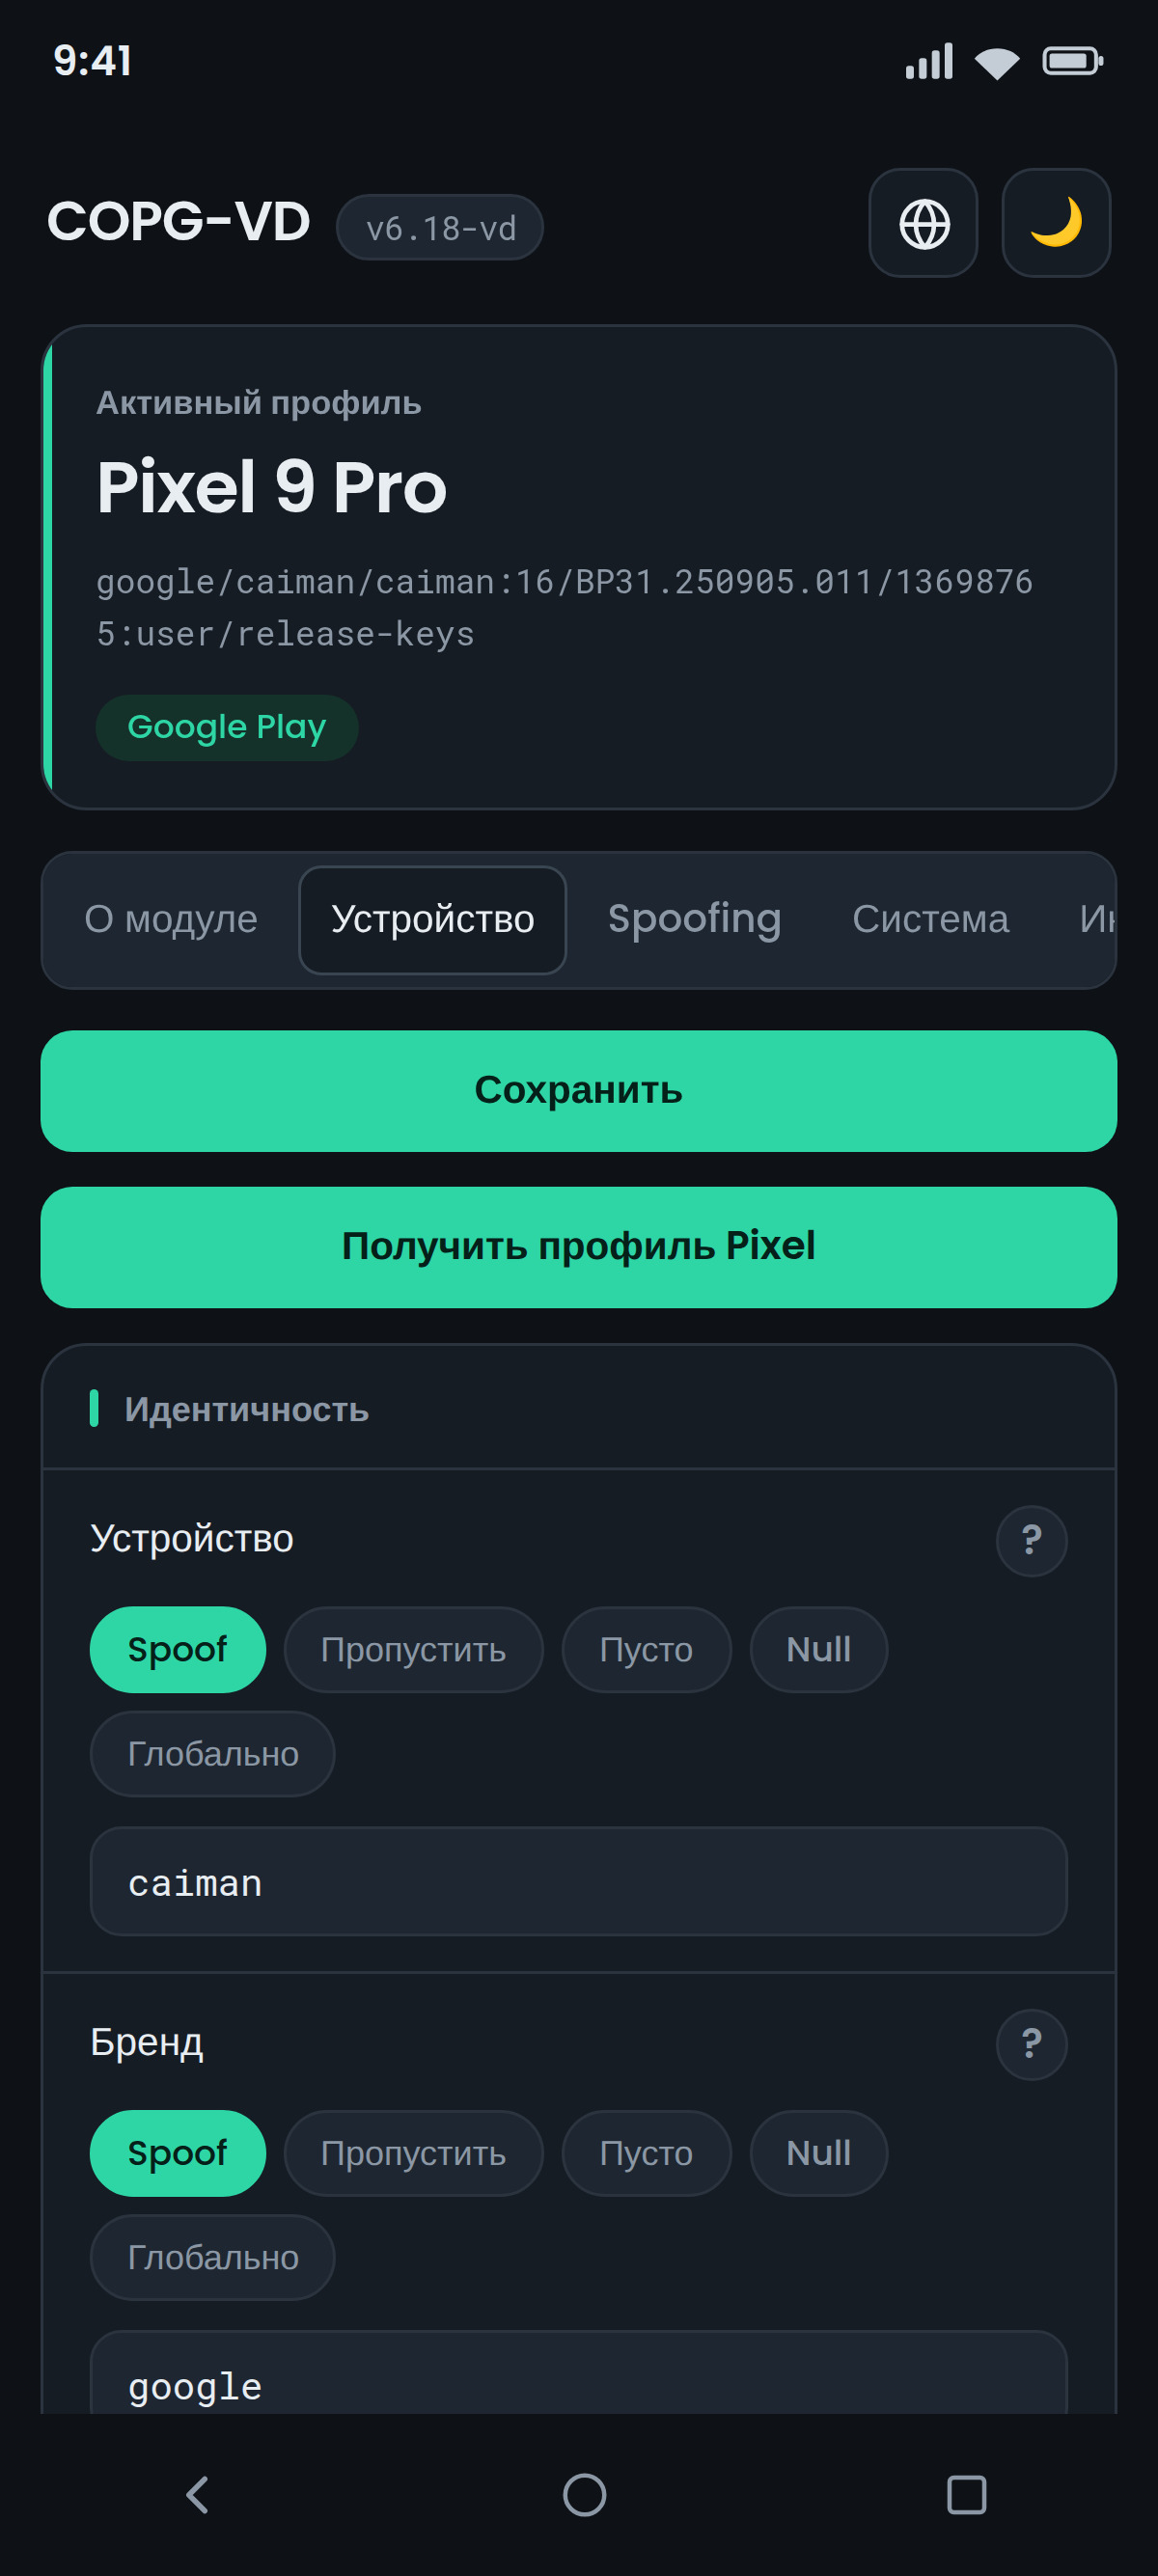 9:41
COPG-VD v6.18-vd
Активный профиль
Pixel 9 Pro
google/caiman/caiman:16/BP31.250905.011/1369876
5:user/release-keys
Google Play
О модуле Устройство Spoofing Система
Сохранить
Получить профиль Pixel
Идентичность
Устройство ?
Spoof Пропустить Пусто Null
Глобально
caiman
Бренд ?
Spoof Пропустить Пусто Null
Глобально
google